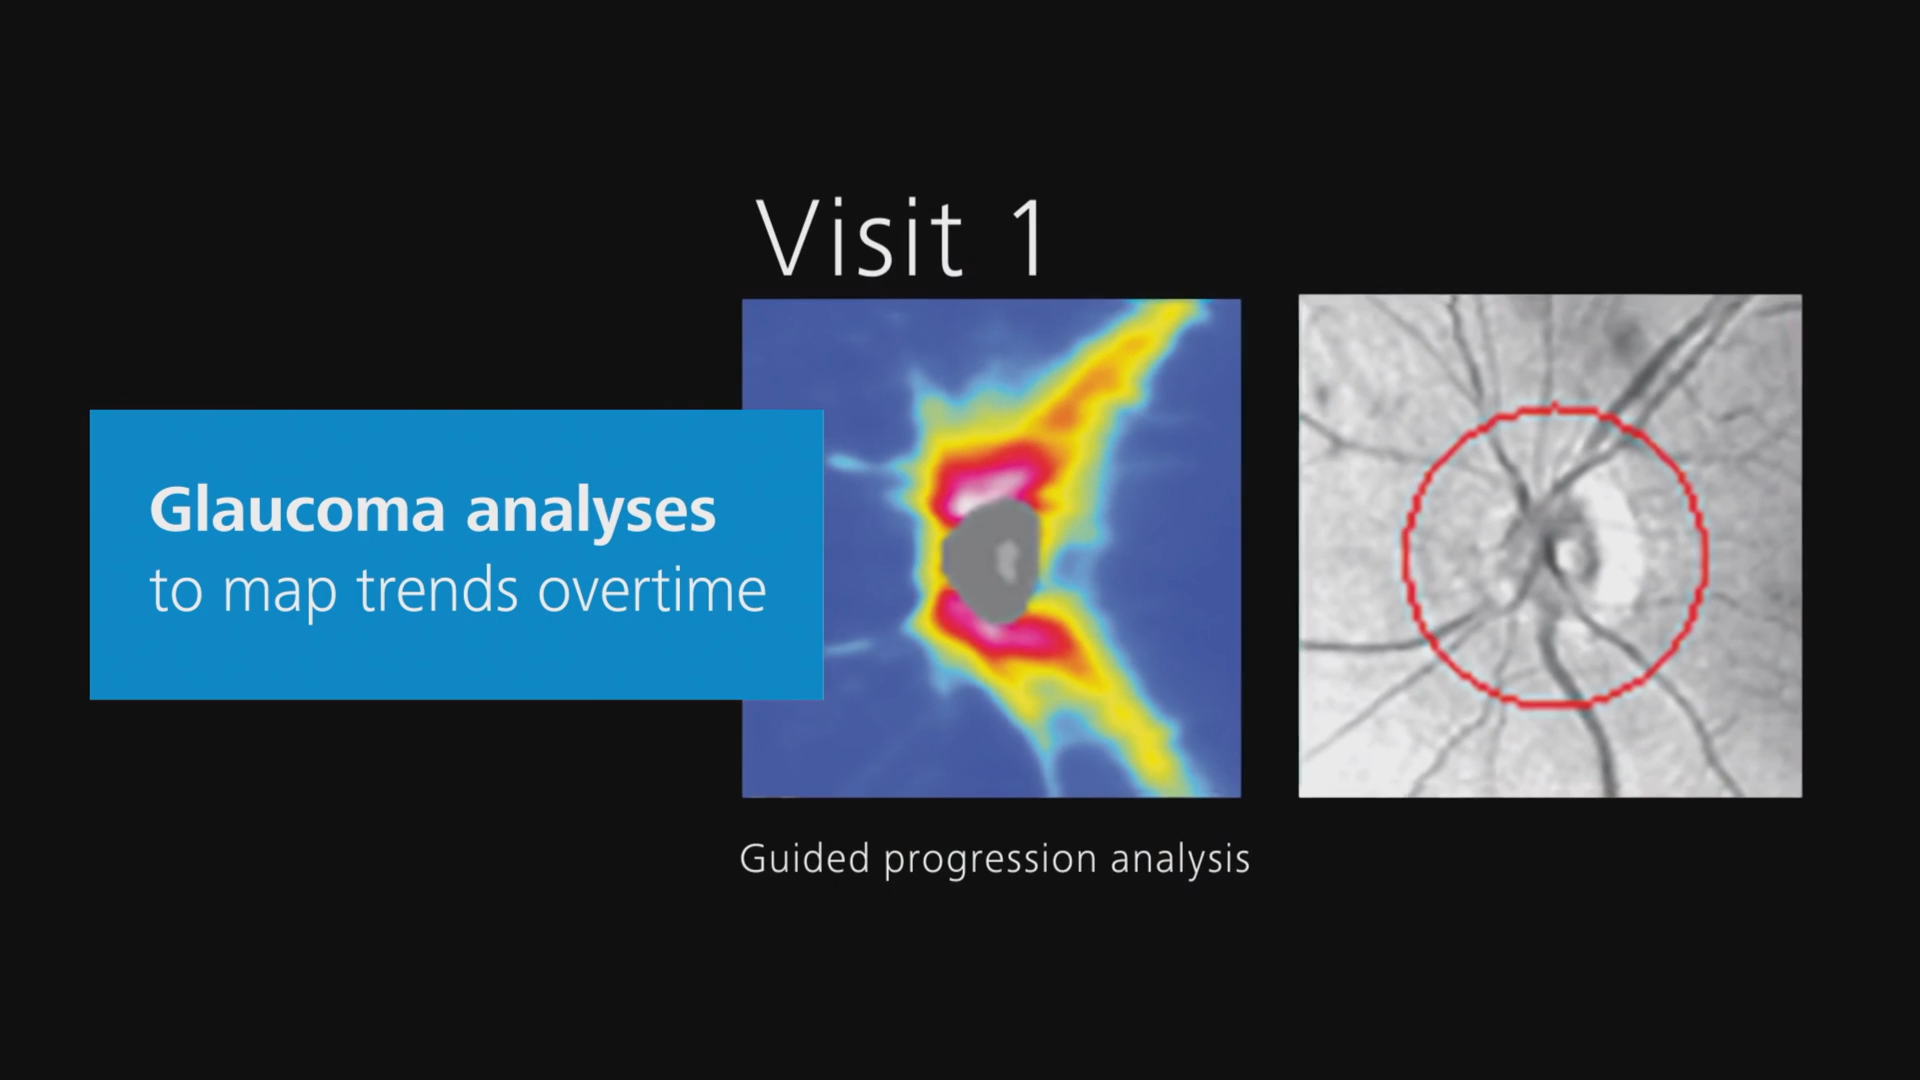 Visit 1
Glaucoma analyses
to map trends overtime
Guided progression analysis